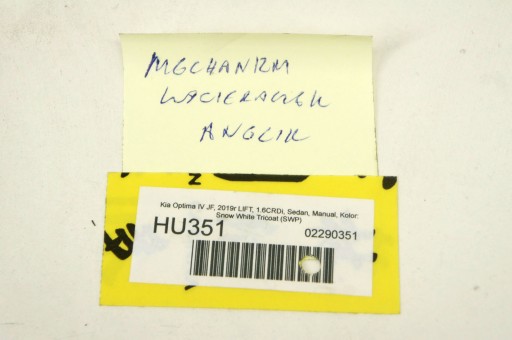 MECHANIZM
WYCIERACZEK
ANGLIK
N
Kia Optima IV JF, 2019r LIFT, 1.6CRDi, Sedan, Manual, Kolor:
Snow White Tricoat (SWP)
HU351
02290351